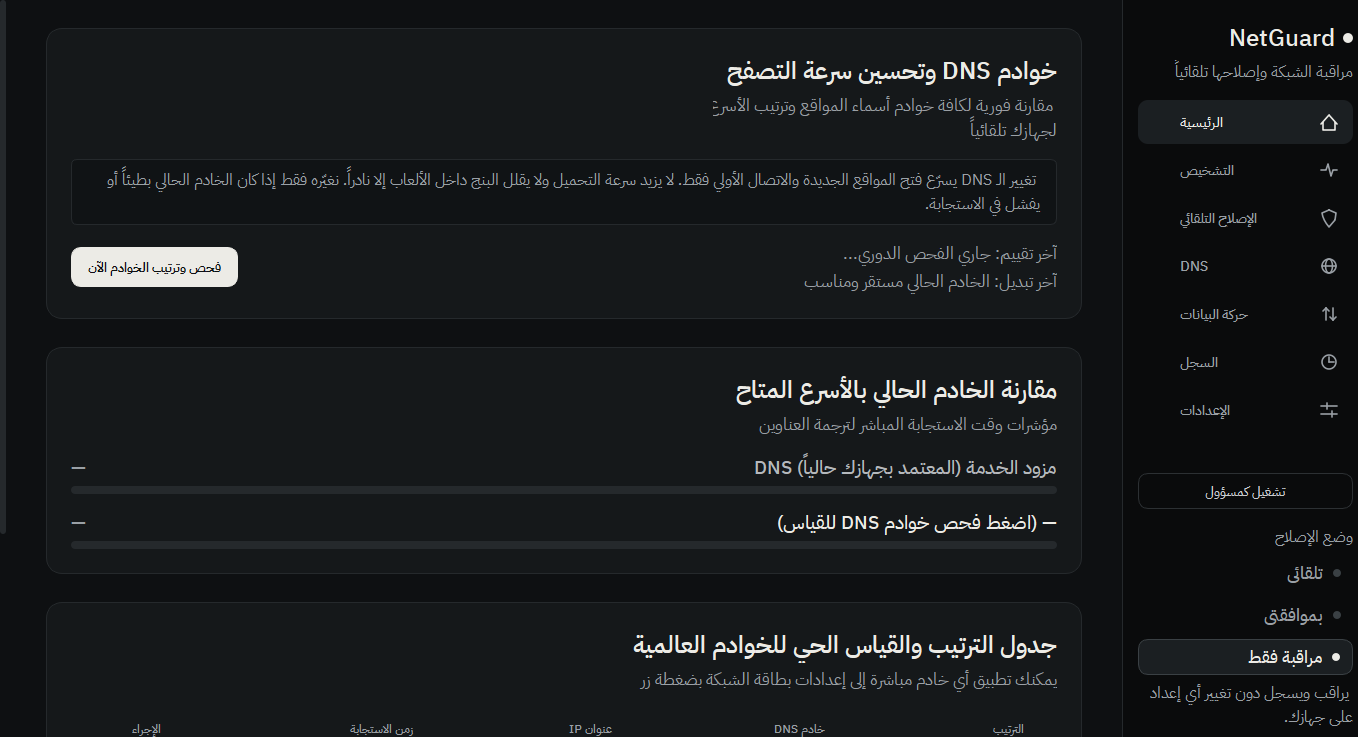 NetGuard
مراقبة الشبكة وإصلاحها تلقائياً
الرئيسية
التشخيص
الإصلاح التلقائي
DNS
حركة البيانات
السجل
الإعدادات
تشغيل كمسؤول
وضع الإصلاح
تلقائي
بموافقتي
مراقبة فقط
يراقب ويسجل دون تغيير أي إعداد
على جهازك.
خوادم DNS وتحسين سرعة التصفح
مقارنة فورية لكافة خوادم أسماء المواقع وترتيب الأسرع
لجهازك تلقائياً
تغيير الـ DNS يسرّع فتح المواقع الجديدة والاتصال الأولي فقط. لا يزيد سرعة التحميل ولا يقلل البنج داخل الألعاب إلا نادراً. نغيّره فقط إذا كان الخادم الحالي بطيئاً أو
يفشل في الاستجابة.
آخر تقييم: جاري الفحص الدوري...
آخر تبديل: الخادم الحالي مستقر ومناسب
فحص وترتيب الخوادم الآن
مقارنة الخادم الحالي بالأسرع المتاح
مؤشرات وقت الاستجابة المباشر لترجمة العناوين
مزود الخدمة (المعتمد بجهازك حالياً) DNS —
— (اضغط فحص خوادم DNS للقياس) —
جدول الترتيب والقياس الحي للخوادم العالمية
يمكنك تطبيق أي خادم مباشرة إلى إعدادات بطاقة الشبكة بضغطة زر
الترتيب خادم DNS عنوان IP زمن الاستجابة الإجراء